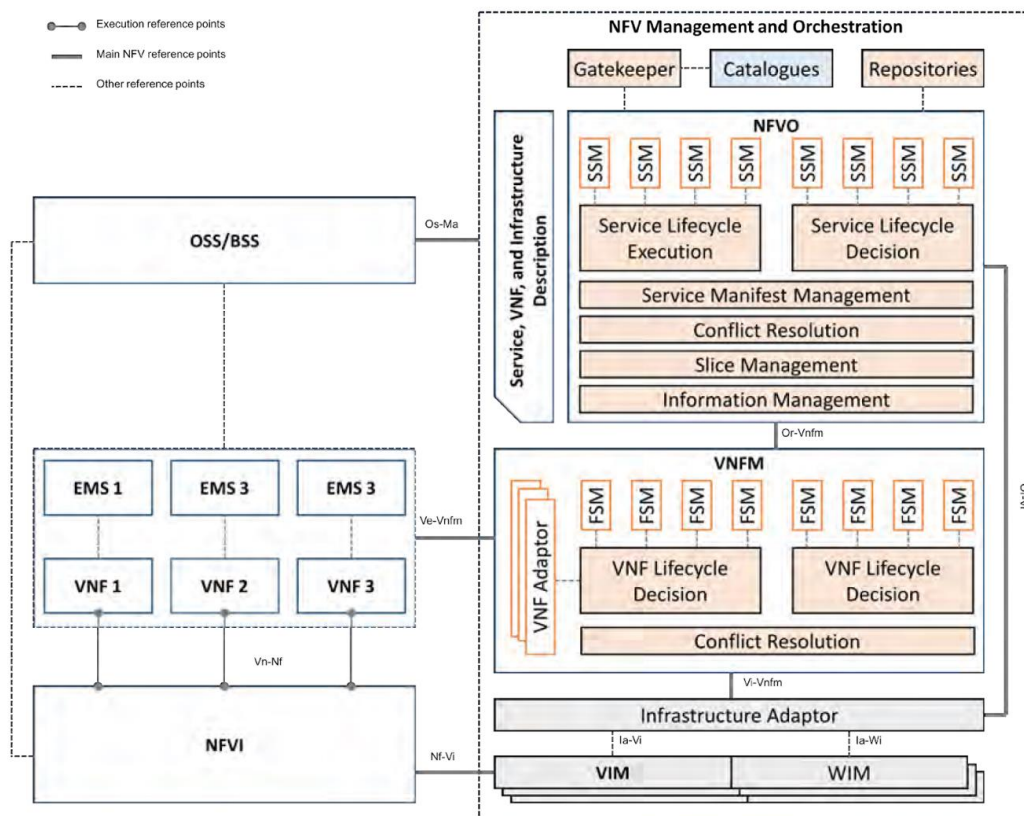 Execution reference points
Main NFV reference points
Other reference points
NFV Management and Orchestration
Gatekeeper
Catalogues
Repositories
Service, VNF, and Infrastructure
Description
NFVO
SSM
SSM
SSM
SSM
SSM
SSM
SSM
SSM
Service Lifecycle
Execution
Service Lifecycle
Decision
Service Manifest Management
Conflict Resolution
Slice Management
Information Management
OSS/BSS
Os-Ma
Or-Vnfm
EMS 1
EMS 3
EMS 3
VNF 1
VNF 2
VNF 3
Ve-Vnfm
VNFM
VNF Adaptor
FSM
FSM
FSM
FSM
FSM
FSM
FSM
FSM
VNF Lifecycle
Decision
VNF Lifecycle
Decision
Conflict Resolution
Vn-Nf
Vi-Vnfm
NFVI
Nf-Vi
Infrastructure Adaptor
Ia-Vi
Ia-Wi
VIM
WIM